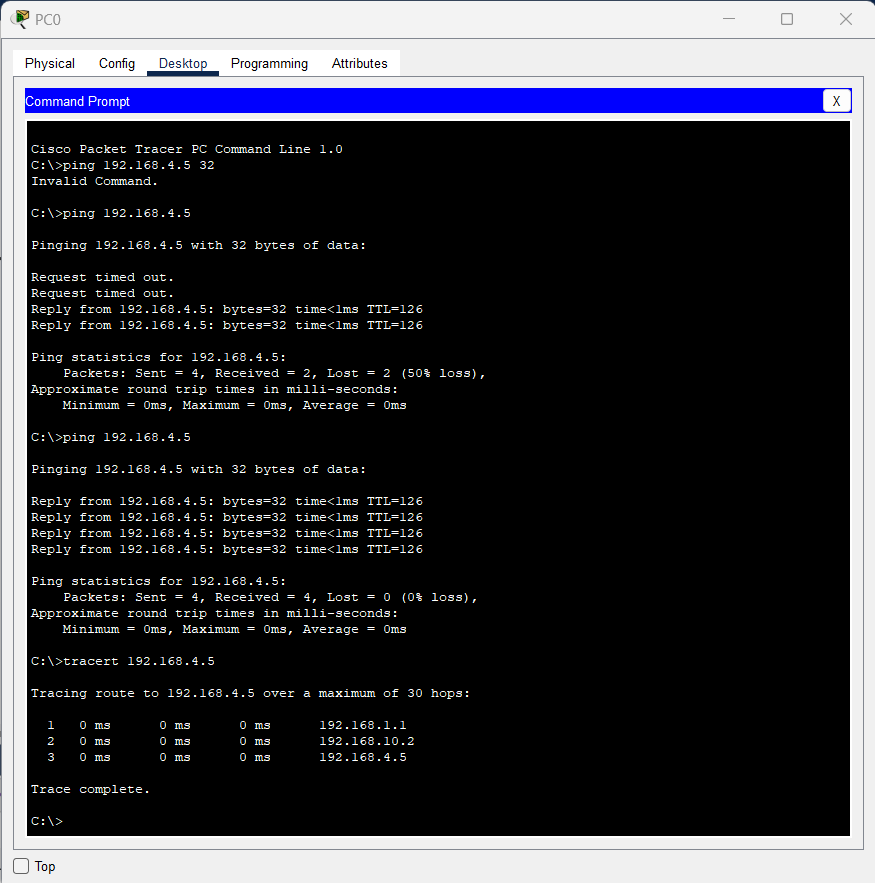 PC0
Physical Config Desktop Programming Attributes
Command Prompt X
Cisco Packet Tracer PC Command Line 1.0
C:\>ping 192.168.4.5 32
Invalid Command.
C:\>ping 192.168.4.5
Pinging 192.168.4.5 with 32 bytes of data:
Request timed out.
Request timed out.
Reply from 192.168.4.5: bytes=32 time<1ms TTL=126
Reply from 192.168.4.5: bytes=32 time<1ms TTL=126
Ping statistics for 192.168.4.5:
    Packets: Sent = 4, Received = 2, Lost = 2 (50% loss),
Approximate round trip times in milli-seconds:
    Minimum = 0ms, Maximum = 0ms, Average = 0ms
C:\>ping 192.168.4.5
Pinging 192.168.4.5 with 32 bytes of data:
Reply from 192.168.4.5: bytes=32 time<1ms TTL=126
Reply from 192.168.4.5: bytes=32 time<1ms TTL=126
Reply from 192.168.4.5: bytes=32 time<1ms TTL=126
Reply from 192.168.4.5: bytes=32 time<1ms TTL=126
Ping statistics for 192.168.4.5:
    Packets: Sent = 4, Received = 4, Lost = 0 (0% loss),
Approximate round trip times in milli-seconds:
    Minimum = 0ms, Maximum = 0ms, Average = 0ms
C:\>tracert 192.168.4.5
Tracing route to 192.168.4.5 over a maximum of 30 hops:
  1   0 ms      0 ms      0 ms      192.168.1.1
  2   0 ms      0 ms      0 ms      192.168.10.2
  3   0 ms      0 ms      0 ms      192.168.4.5
Trace complete.
C:\>
Top